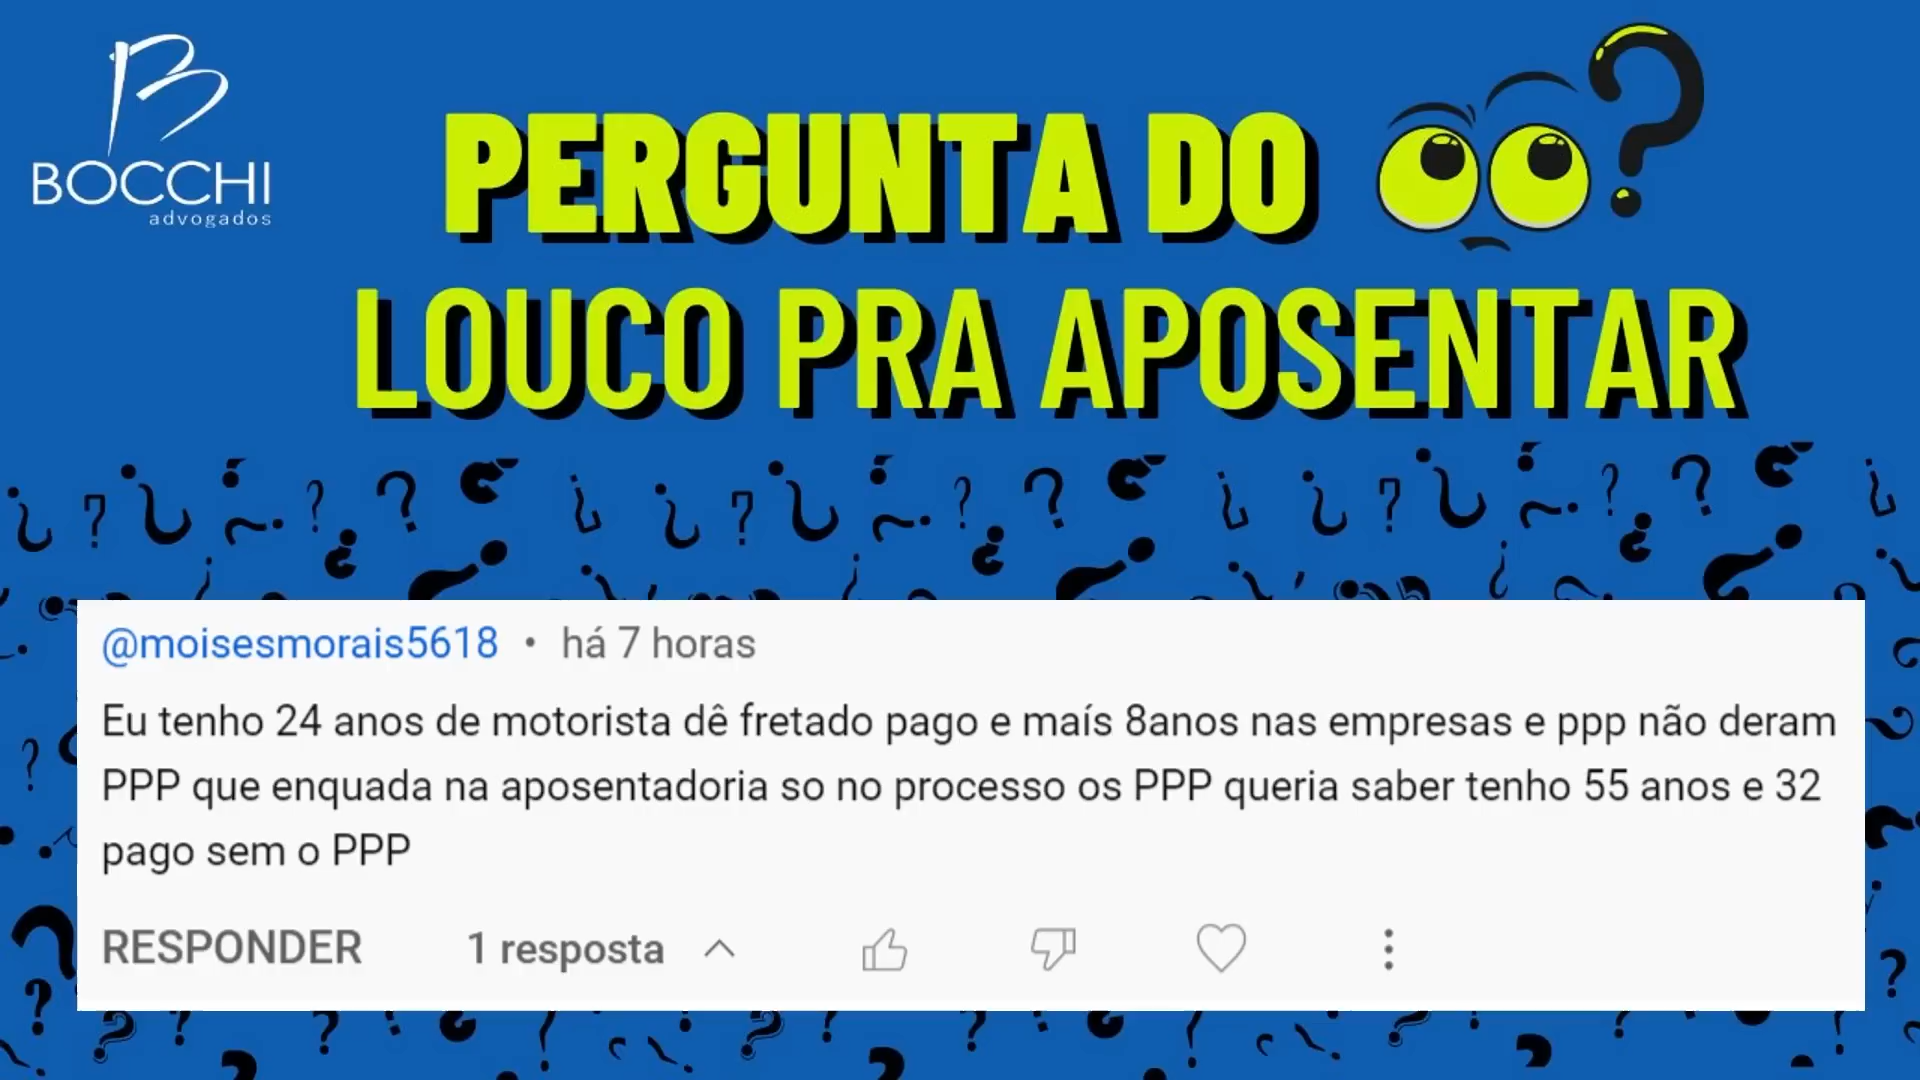 BOCCHI
advogados
PERGUNTA DO
LOUCO PRA APOSENTAR
@moisesmorais5618 • há 7 horas
Eu tenho 24 anos de motorista dê fretado pago e maís 8anos nas empresas e ppp não deram
PPP que enquada na aposentadoria so no processo os PPP queria saber tenho 55 anos e 32
pago sem o PPP
RESPONDER 1 resposta